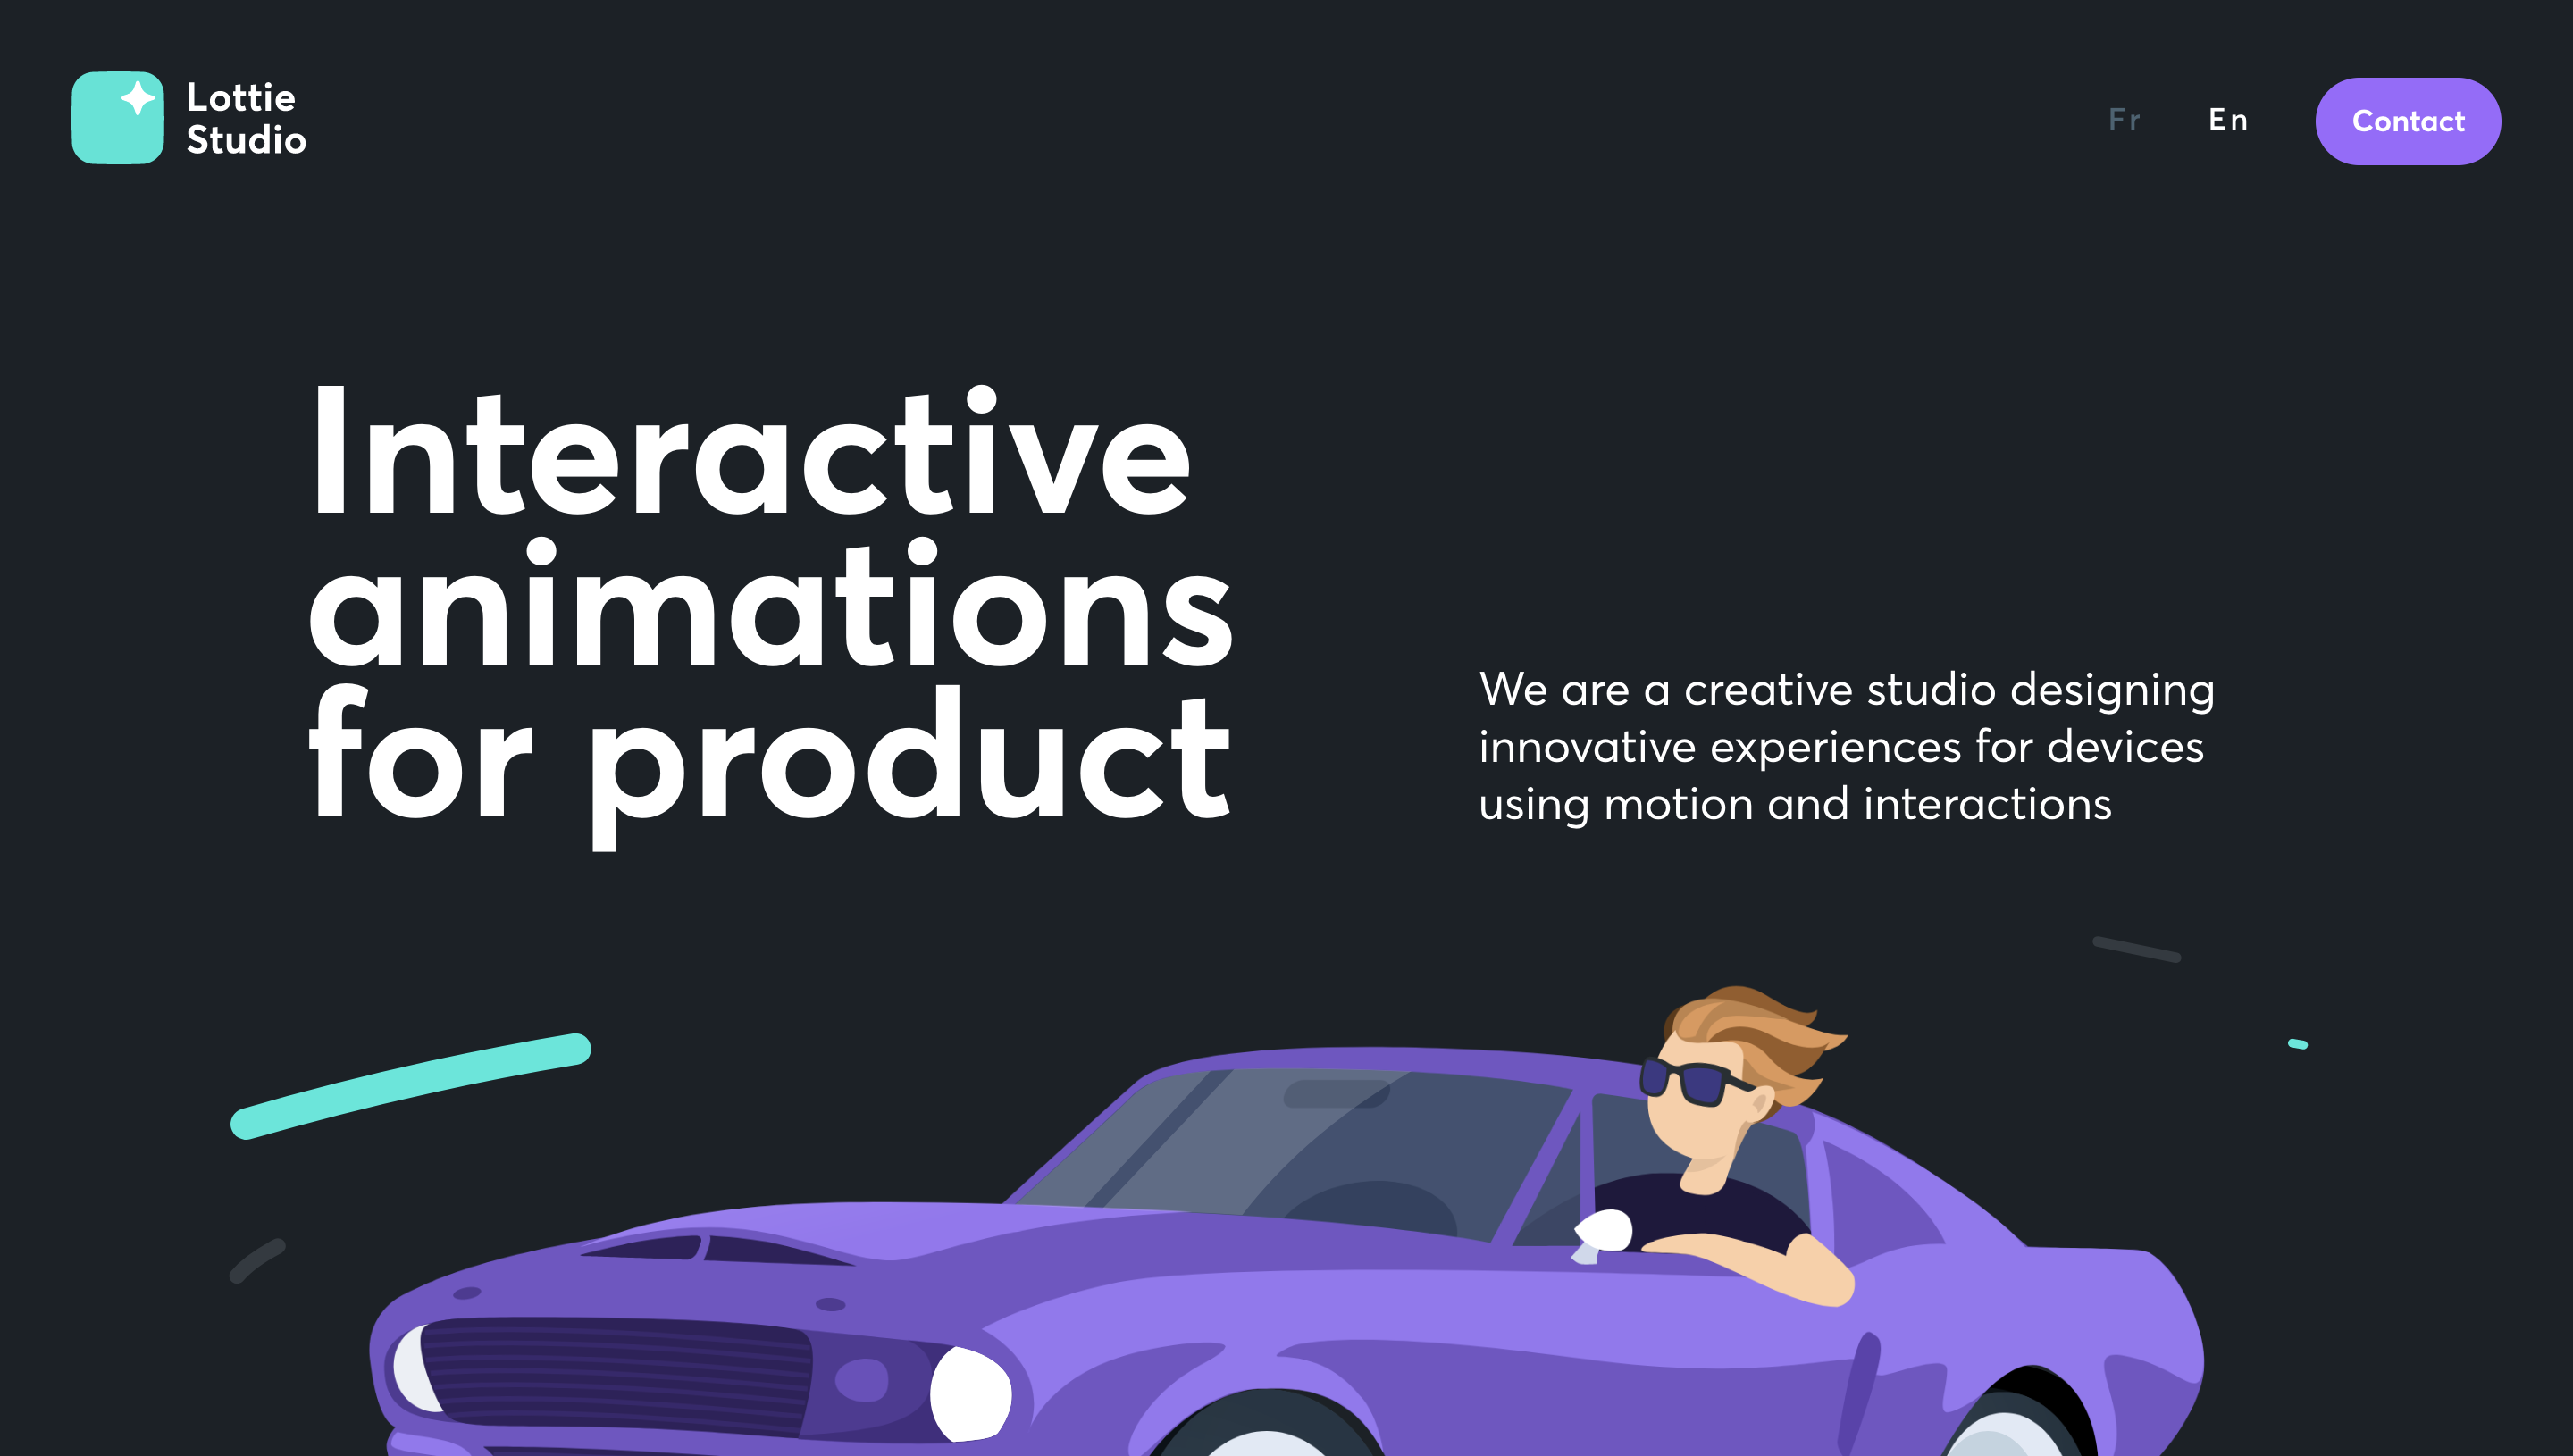 Lottie
Studio
Fr
En
Contact
Interactive
animations
for product
We are a creative studio designing
innovative experiences for devices
using motion and interactions